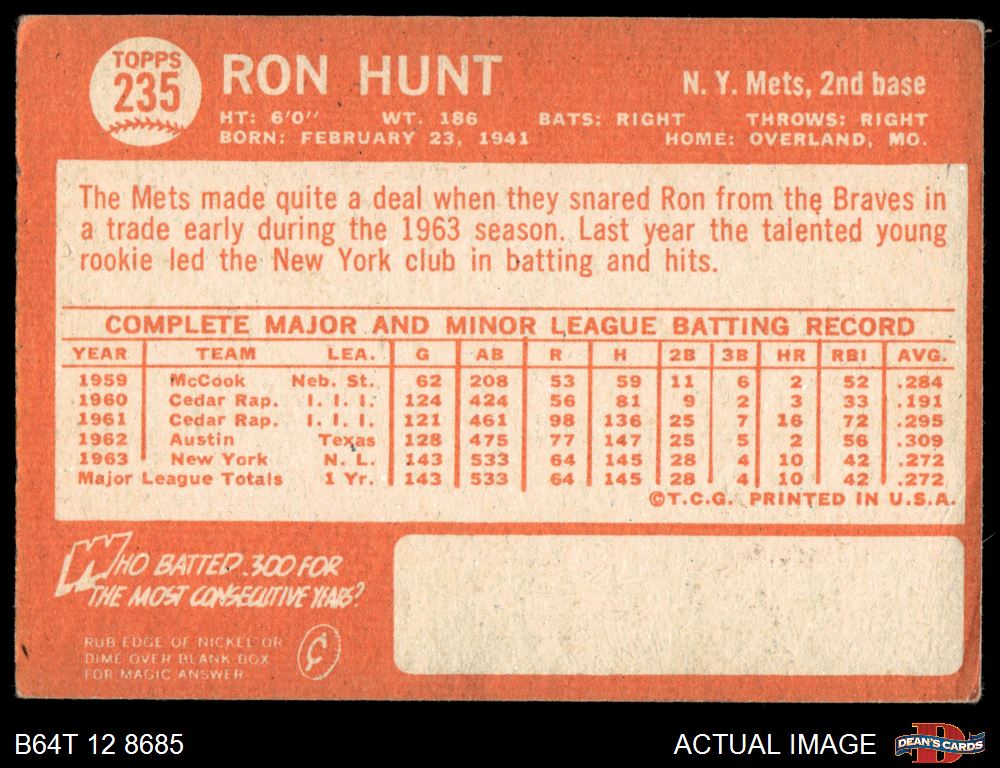 TOPPS
235
RON HUNT
N. Y. Mets, 2nd base
HT: 6'0" WT. 186 BATS: RIGHT THROWS: RIGHT
BORN: FEBRUARY 23, 1941 HOME: OVERLAND, MO.
The Mets made quite a deal when they snared Ron from the Braves in
a trade early during the 1963 season. Last year the talented young
rookie led the New York club in batting and hits.
COMPLETE MAJOR AND MINOR LEAGUE BATTING RECORD
YEAR TEAM LEA. G AB R H 2B 3B HR RBI AVG.
1959 McCook Neb. St. 62 208 53 59 11 6 2 52 .284
1960 Cedar Rap. I. I. I. 124 424 56 81 9 2 3 33 .191
1961 Cedar Rap. I. I. I. 121 461 98 136 25 7 16 72 .295
1962 Austin Texas 128 475 77 147 25 5 2 56 .309
1963 New York N. L. 143 533 64 145 28 4 10 42 .272
Major League Totals 1 Yr. 143 533 64 145 28 4 10 42 .272
©T.C.G. PRINTED IN U.S.A.
WHO BATTED .300 FOR
THE MOST CONSECUTIVE YEARS?
RUB EDGE OF NICKEL OR
DIME OVER BLANK BOX
FOR MAGIC ANSWER
¢
B64T 12 8685
ACTUAL IMAGE
D
DEAN'S CARDS